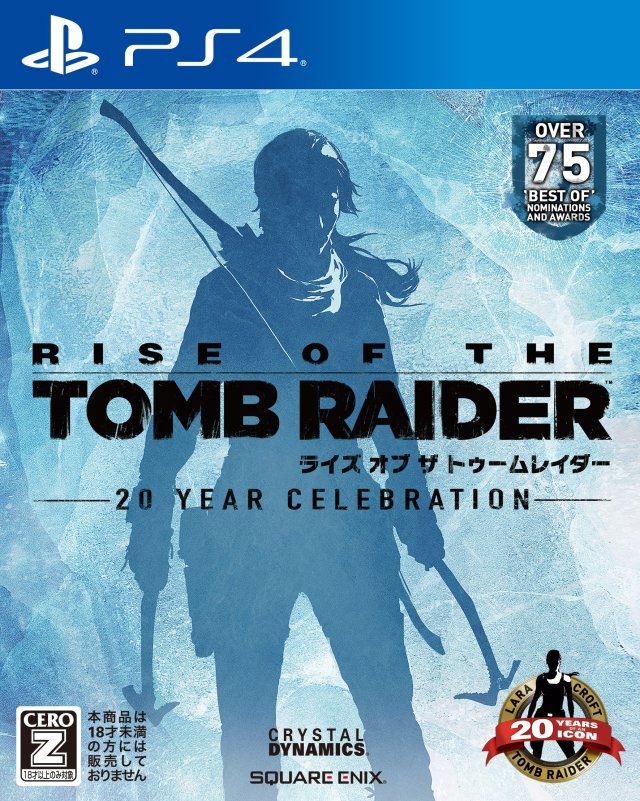 PS4
OVER
75
'BEST OF'
NOMINATIONS
AND AWARDS
RISE OF THE
TOMB RAIDER™
ライズ オブ ザ トゥームレイダー
20 YEAR CELEBRATION
CERO
Z
18才以上のみ対象
本商品は
18才未満
の方には
販売して
おりません
CRYSTAL
DYNAMICS®
SQUARE ENIX®
LARA CROFT
20 YEARS
OF AN
ICON
TOMB RAIDER